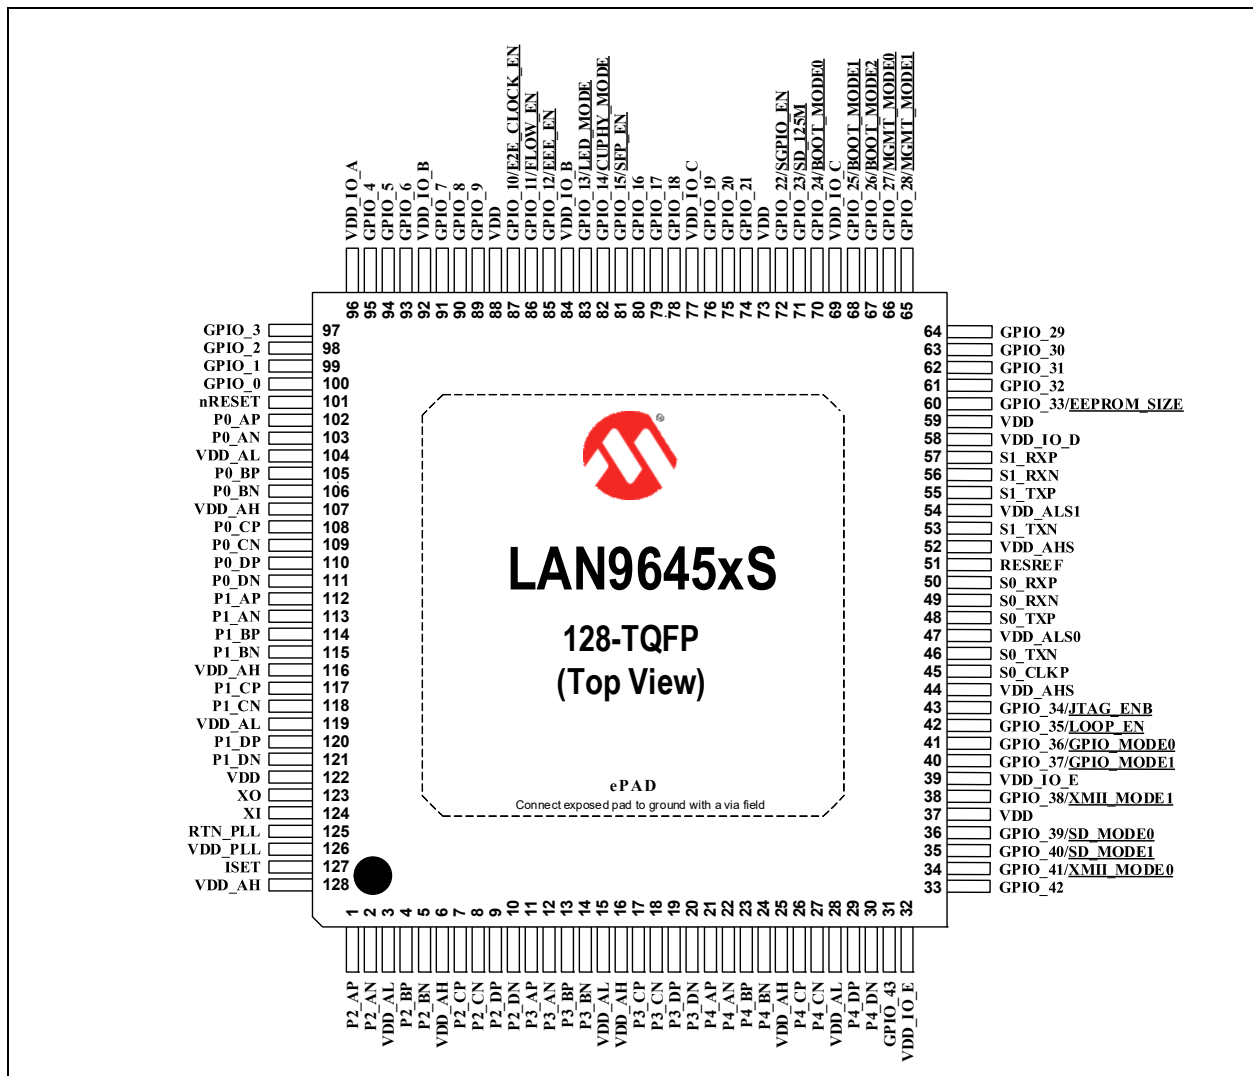 VDD_IO_A
GPIO_4
GPIO_5
GPIO_6
VDD_IO_B
GPIO_7
GPIO_8
GPIO_9
VDD
GPIO_10/E2E_CLOCK_EN
GPIO_11/FLOW_EN
GPIO_12/EEE_EN
VDD_IO_B
GPIO_13/LED_MODE
GPIO_14/CUPHY_MODE
GPIO_15/SFP_EN
GPIO_16
GPIO_17
GPIO_18
VDD_IO_C
GPIO_19
GPIO_20
GPIO_21
VDD
GPIO_22/SGPIO_EN
GPIO_23/SD_125M
GPIO_24/BOOT_MODE0
VDD_IO_C
GPIO_25/BOOT_MODE1
GPIO_26/BOOT_MODE2
GPIO_27/MGMT_MODE0
GPIO_28/MGMT_MODE1
96 95 94 93 92 91 90 89 88 87 86 85 84 83 82 81 80 79 78 77 76 75 74 73 72 71 70 69 68 67 66 65
GPIO_3 97
GPIO_2 98
GPIO_1 99
GPIO_0 100
nRESET 101
P0_AP 102
P0_AN 103
VDD_AL 104
P0_BP 105
P0_BN 106
VDD_AH 107
P0_CP 108
P0_CN 109
P0_DP 110
P0_DN 111
P1_AP 112
P1_AN 113
P1_BP 114
P1_BN 115
VDD_AH 116
P1_CP 117
P1_CN 118
VDD_AL 119
P1_DP 120
P1_DN 121
VDD 122
XO 123
XI 124
RTN_PLL 125
VDD_PLL 126
ISET 127
VDD_AH 128
®
LAN9645xS
128-TQFP
(Top View)
ePAD
Connect exposed pad to ground with a via field
64 GPIO_29
63 GPIO_30
62 GPIO_31
61 GPIO_32
60 GPIO_33/EEPROM_SIZE
59 VDD
58 VDD_IO_D
57 S1_RXP
56 S1_RXN
55 S1_TXP
54 VDD_ALS1
53 S1_TXN
52 VDD_AHS
51 RESREF
50 S0_RXP
49 S0_RXN
48 S0_TXP
47 VDD_ALS0
46 S0_TXN
45 S0_CLKP
44 VDD_AHS
43 GPIO_34/JTAG_ENB
42 GPIO_35/LOOP_EN
41 GPIO_36/GPIO_MODE0
40 GPIO_37/GPIO_MODE1
39 VDD_IO_E
38 GPIO_38/XMII_MODE1
37 VDD
36 GPIO_39/SD_MODE0
35 GPIO_40/SD_MODE1
34 GPIO_41/XMII_MODE0
33 GPIO_42
1 2 3 4 5 6 7 8 9 10 11 12 13 14 15 16 17 18 19 20 21 22 23 24 25 26 27 28 29 30 31 32
P2_AP
P2_AN
VDD_AL
P2_BP
P2_BN
VDD_AH
P2_CP
P2_CN
P2_DP
P2_DN
P3_AP
P3_AN
P3_BP
P3_BN
VDD_AL
VDD_AH
P3_CP
P3_CN
P3_DP
P3_DN
P4_AP
P4_AN
P4_BP
P4_BN
VDD_AH
P4_CP
P4_CN
VDD_AL
P4_DP
P4_DN
GPIO_43
VDD_IO_E